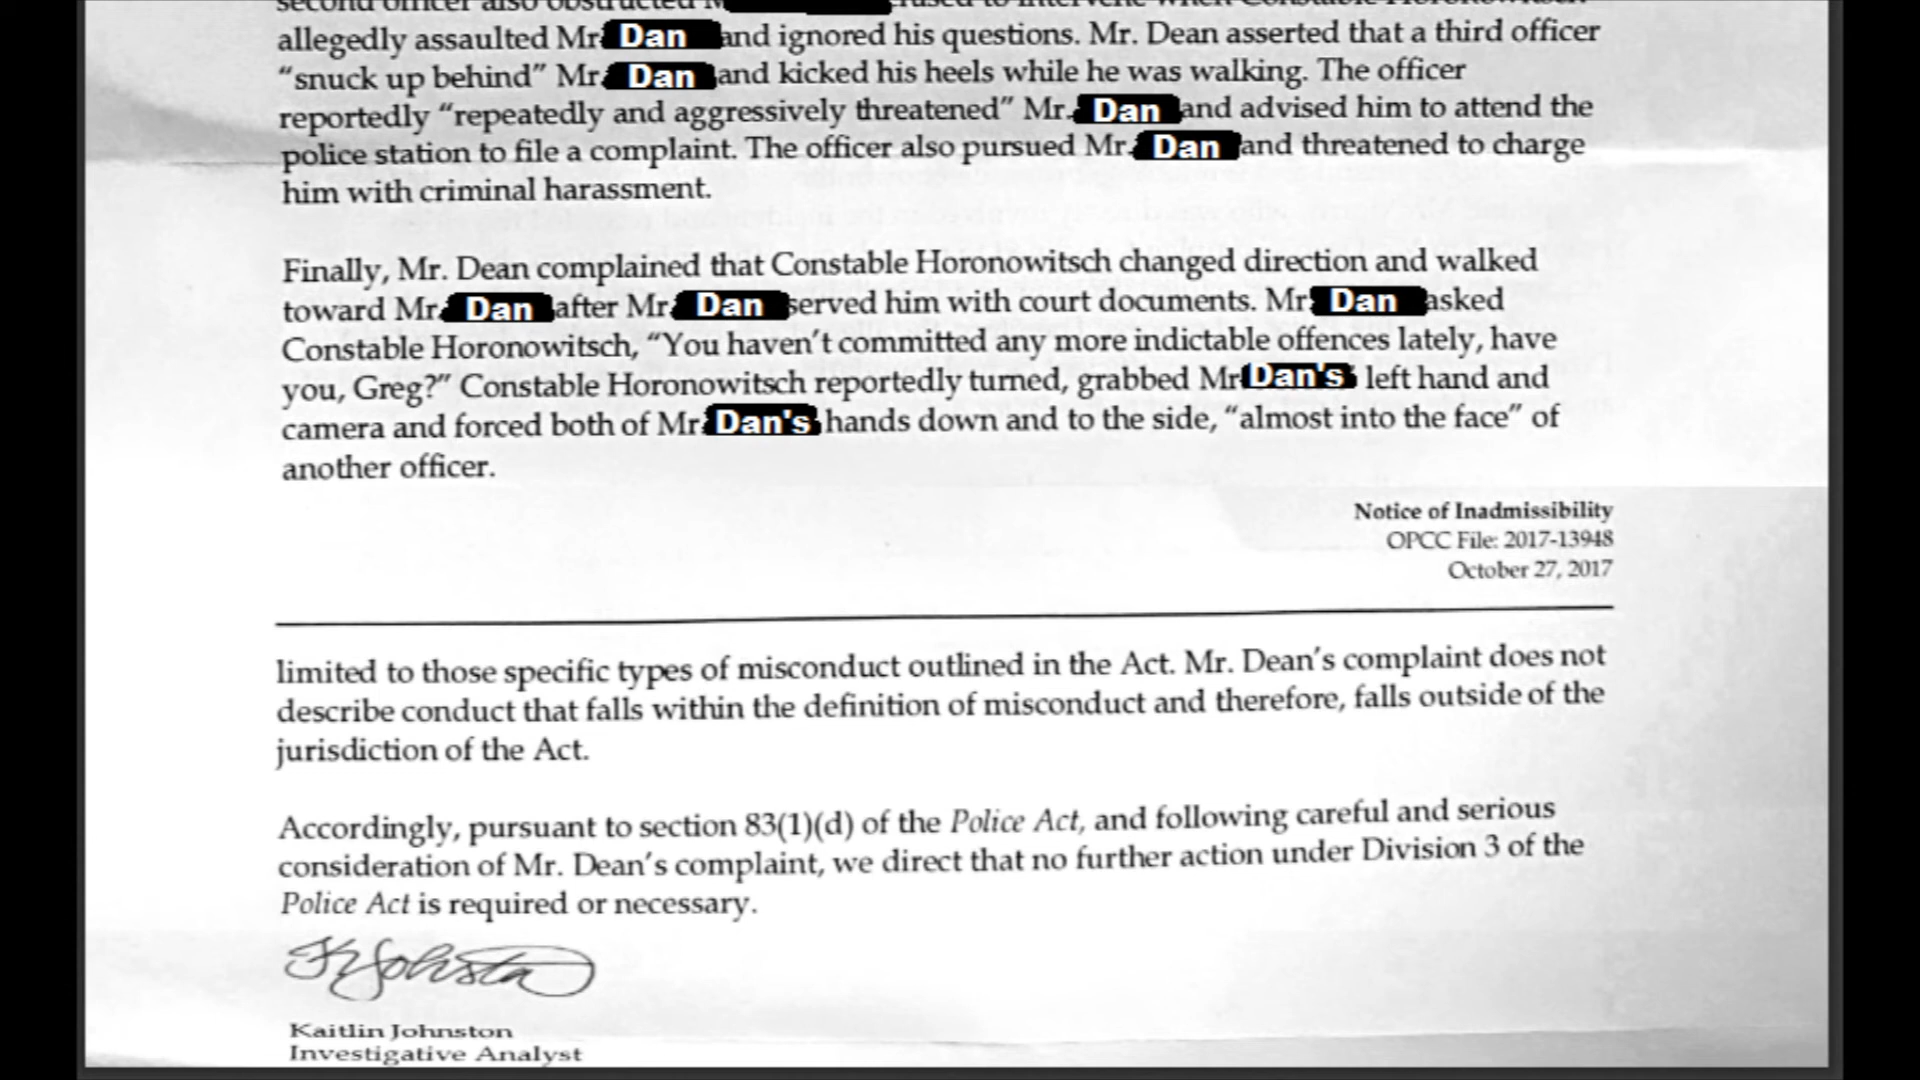 second officer also obstructed M refused to intervene when Constable Horonowitsch
allegedly assaulted Mr. Dan and ignored his questions. Mr. Dean asserted that a third officer
“snuck up behind” Mr. Dan and kicked his heels while he was walking. The officer
reportedly “repeatedly and aggressively threatened” Mr. Dan and advised him to attend the
police station to file a complaint. The officer also pursued Mr. Dan and threatened to charge
him with criminal harassment.
Finally, Mr. Dean complained that Constable Horonowitsch changed direction and walked
toward Mr. Dan after Mr. Dan served him with court documents. Mr. Dan asked
Constable Horonowitsch, “You haven’t committed any more indictable offences lately, have
you, Greg?” Constable Horonowitsch reportedly turned, grabbed Mr Dan's left hand and
camera and forced both of Mr. Dan's hands down and to the side, “almost into the face” of
another officer.
Notice of Inadmissibility
OPCC File: 2017-13948
October 27, 2017
limited to those specific types of misconduct outlined in the Act. Mr. Dean’s complaint does not
describe conduct that falls within the definition of misconduct and therefore, falls outside of the
jurisdiction of the Act.
Accordingly, pursuant to section 83(1)(d) of the Police Act, and following careful and serious
consideration of Mr. Dean’s complaint, we direct that no further action under Division 3 of the
Police Act is required or necessary.
K Johnston
Kaitlin Johnston
Investigative Analyst